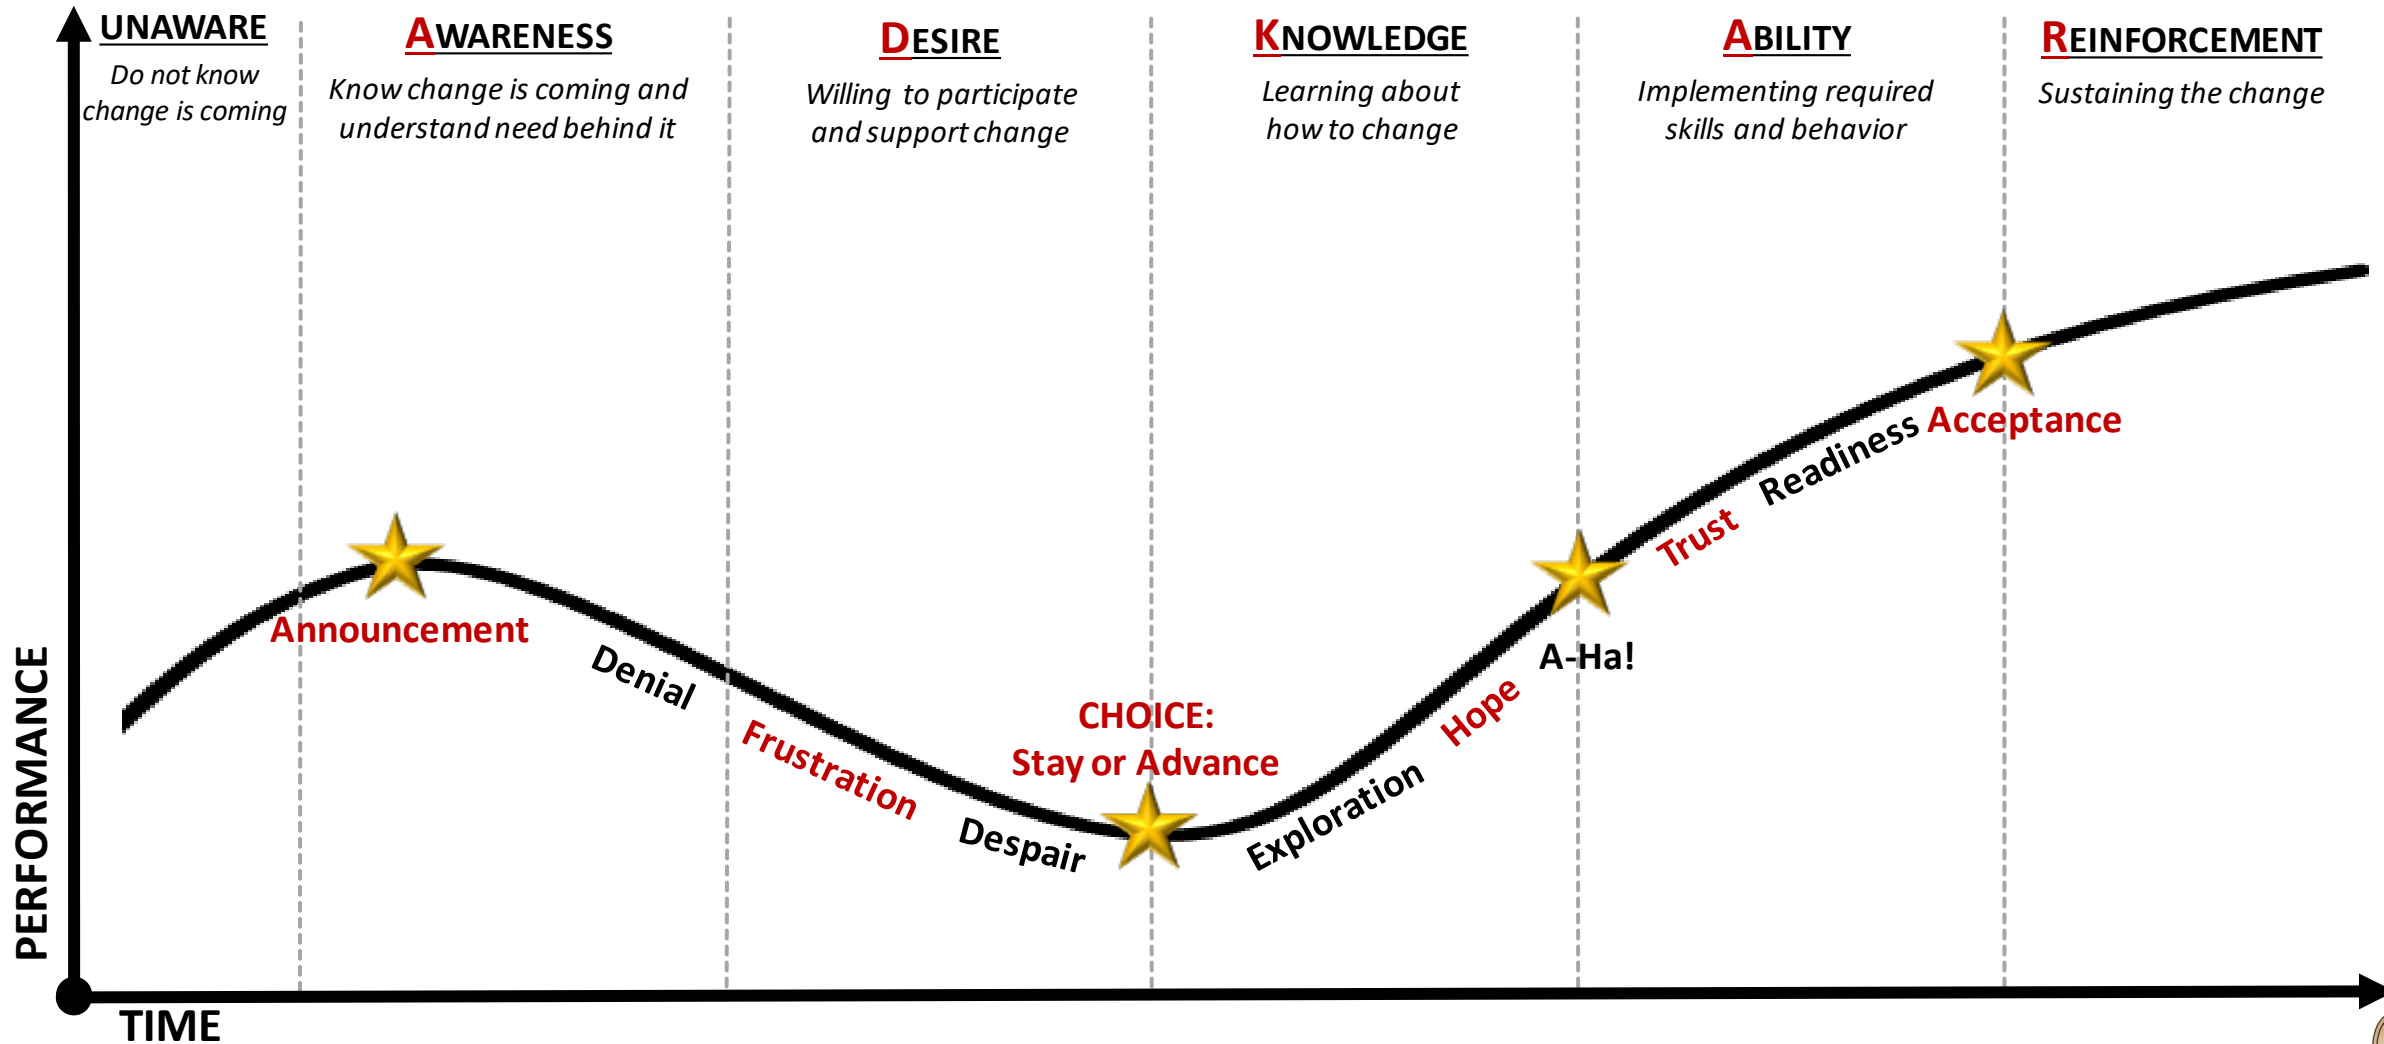 UNAWARE
Do not know
change is coming
AWARENESS
Know change is coming and
understand need behind it
DESIRE
Willing to participate
and support change
KNOWLEDGE
Learning about
how to change
ABILITY
Implementing required
skills and behavior
REINFORCEMENT
Sustaining the change
Announcement
Denial
Frustration
Despair
CHOICE:
Stay or Advance
Exploration
Hope
A-Ha!
Trust
Readiness
Acceptance
PERFORMANCE
TIME